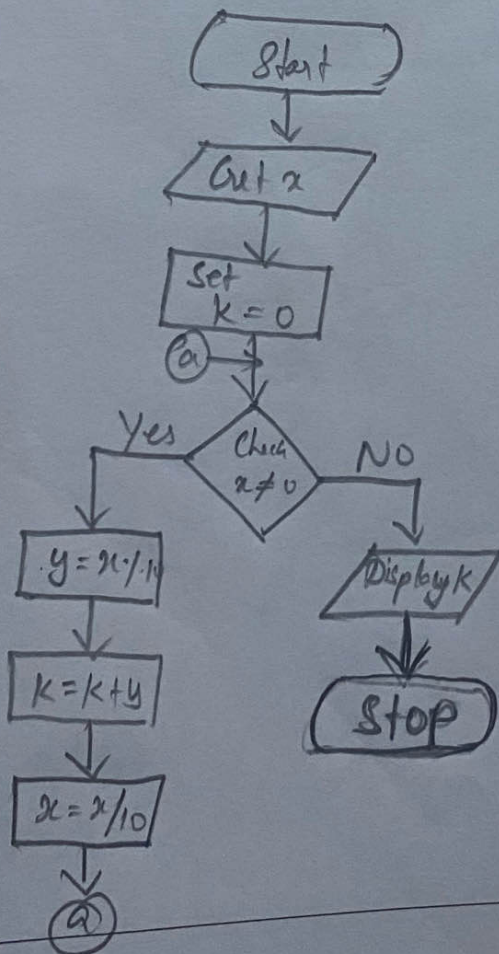 Start
Get x
Set
K = 0
a
Check
x ≠ 0
Yes
NO
y = x % 10
K = K + y
x = x/10
a
Display K
Stop